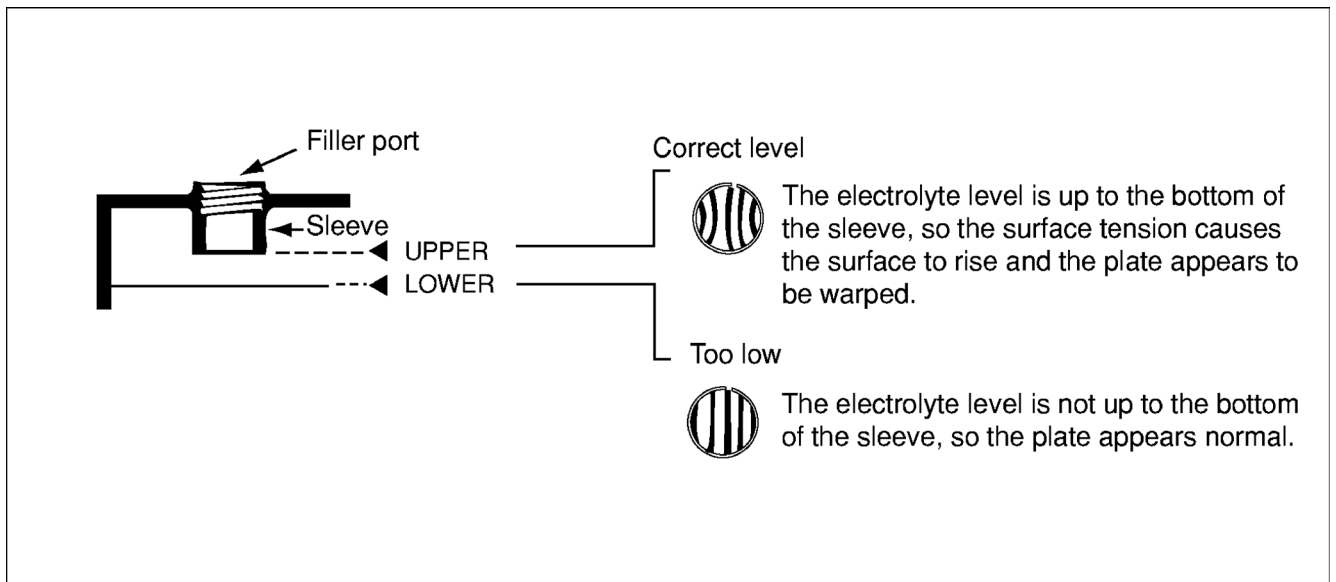 Filler port
Sleeve
UPPER
LOWER
Correct level
The electrolyte level is up to the bottom of
the sleeve, so the surface tension causes
the surface to rise and the plate appears to
be warped.
Too low
The electrolyte level is not up to the bottom
of the sleeve, so the plate appears normal.